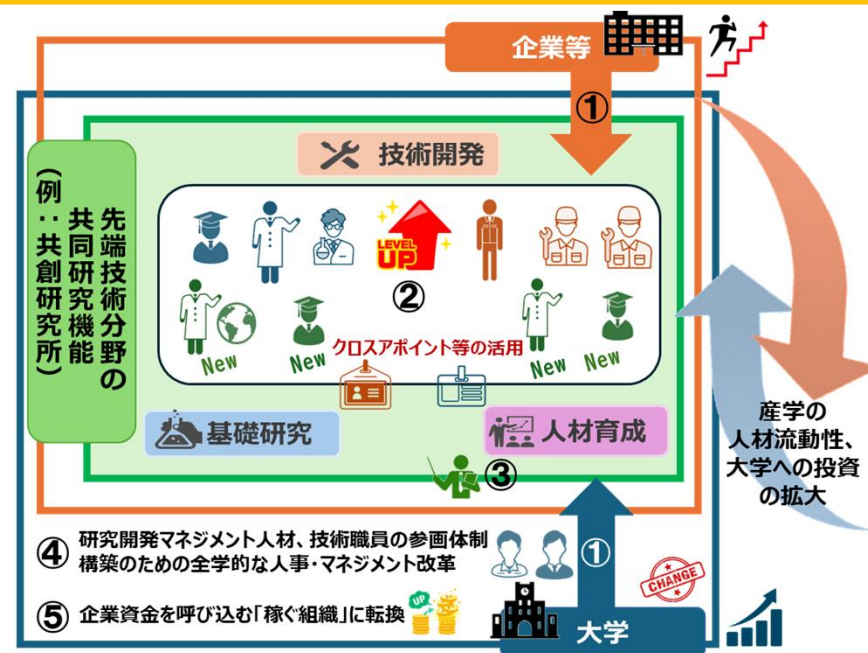 企業等
①
技術開発
先端技術分野の
共同研究機能
(例：共創研究所)
LEVEL
UP
②
New
New
クロスアポイント等の活用
New
New
基礎研究
人材育成
③
産学の
人材流動性、
大学への投資
の拡大
④ 研究開発マネジメント人材、技術職員の参画体制
構築のための全学的な人事・マネジメント改革
①
CHANGE
⑤ 企業資金を呼び込む「稼ぐ組織」に転換
UP
大学